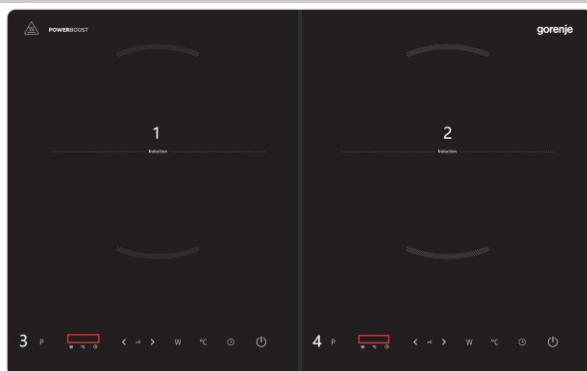 POWERBOOST
gorenje
1
2
Induction
Induction
3 P W °C W °C
4 P W °C W °C